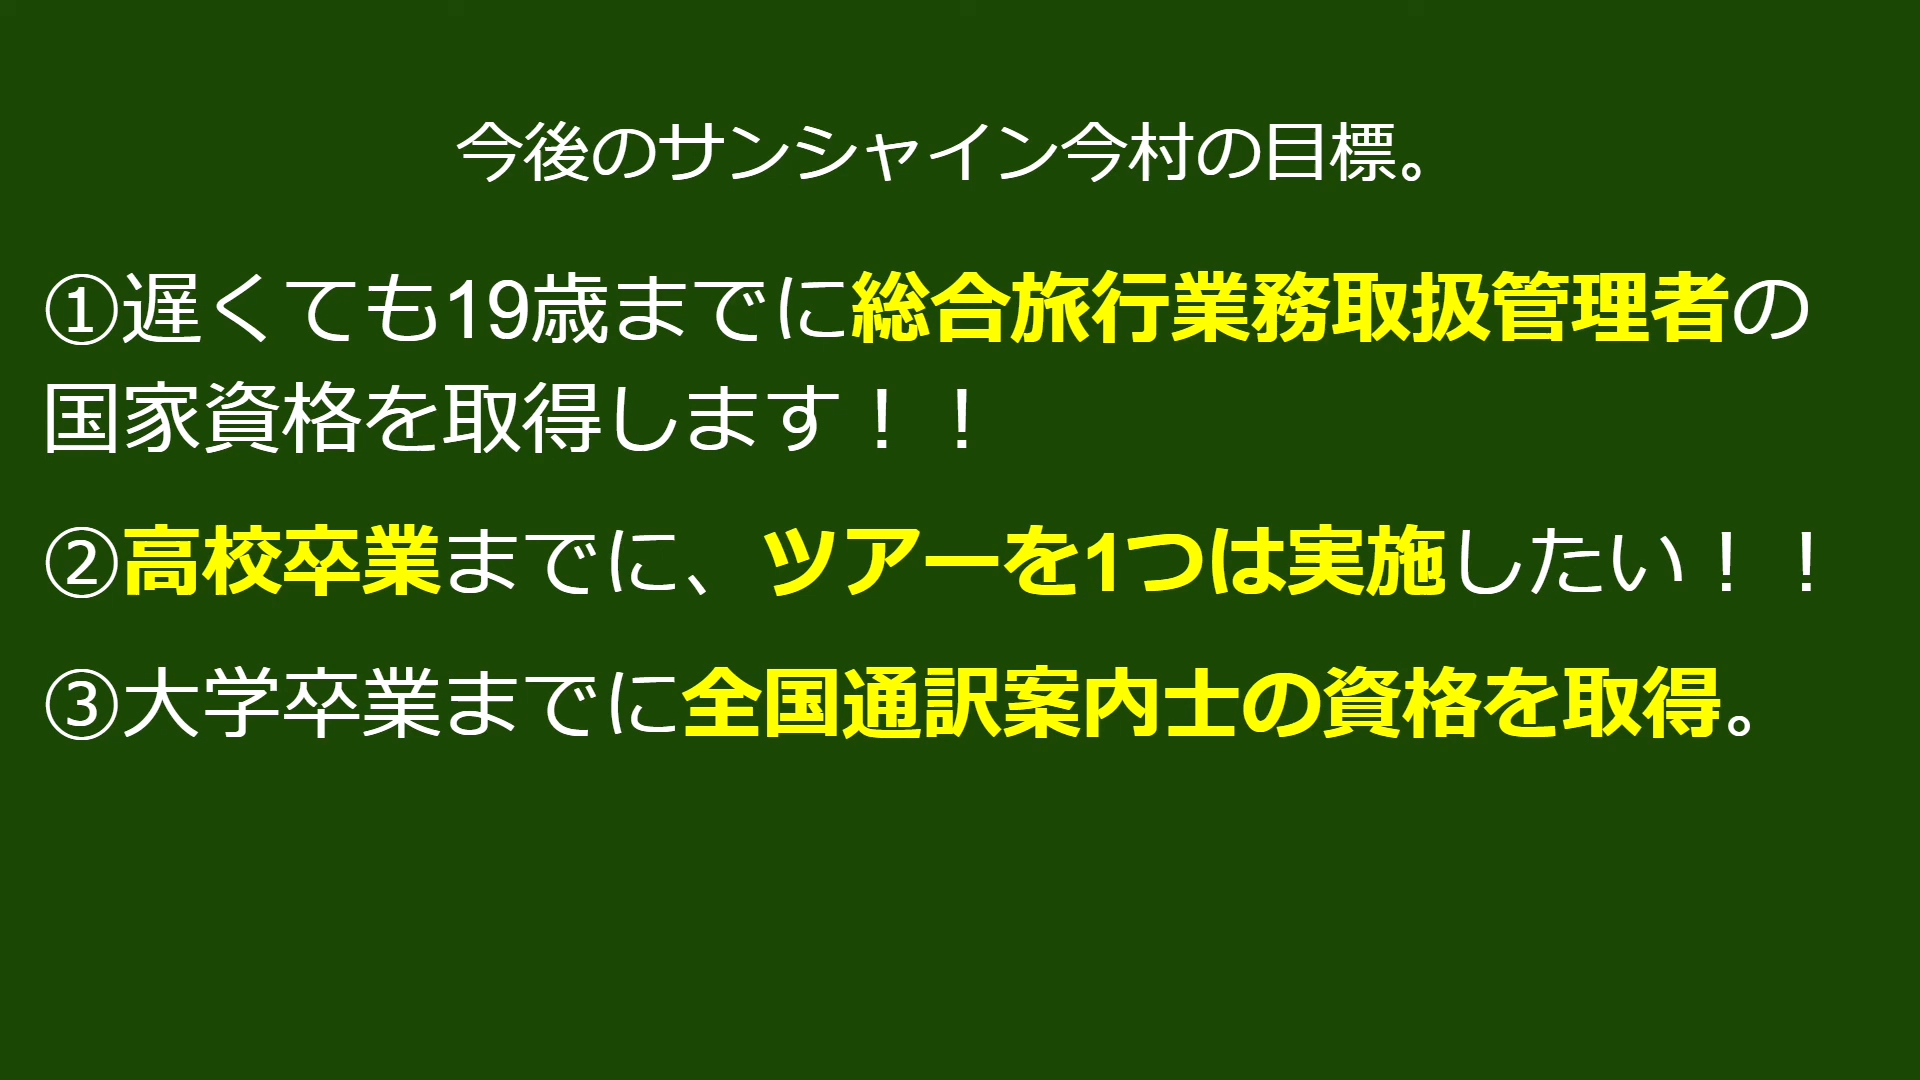 今後のサンシャイン今村の目標。
①遅くても19歳までに総合旅行業務取扱管理者の
国家資格を取得します！！
②高校卒業までに、ツアーを1つは実施したい！！
③大学卒業までに全国通訳案内士の資格を取得。